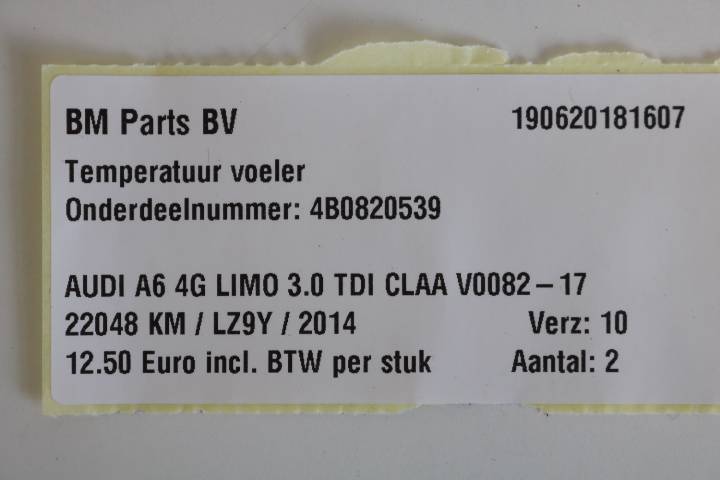 BM Parts BV 190620181607
Temperatuur voeler
Onderdeelnummer: 4B0820539
AUDI A6 4G LIMO 3.0 TDI CLAA V0082-17
22048 KM / LZ9Y / 2014 Verz: 10
12.50 Euro incl. BTW per stuk Aantal: 2